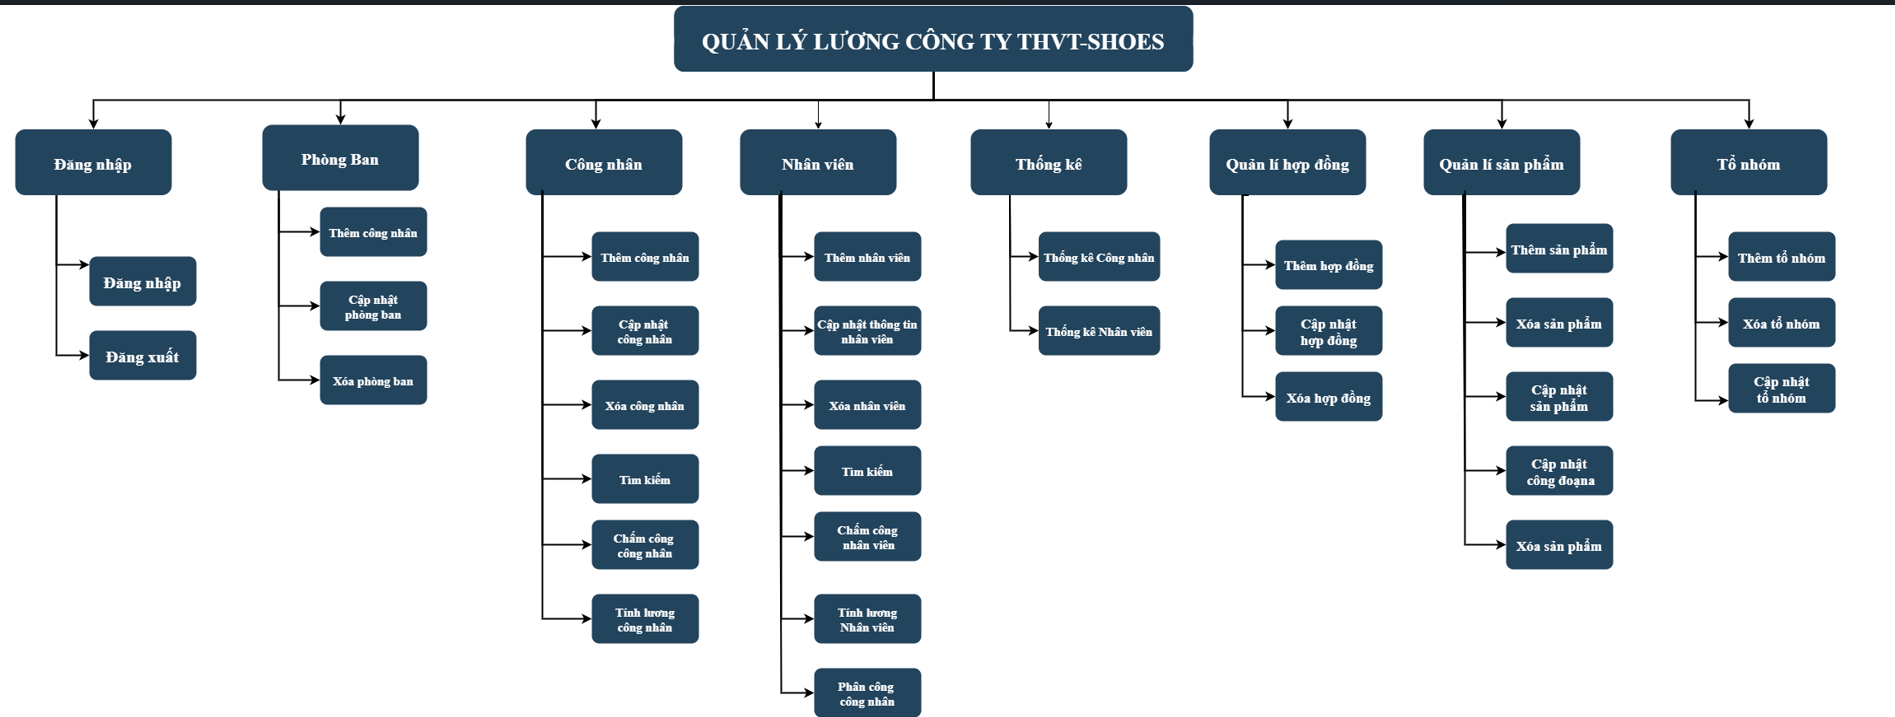 QUẢN LÝ LƯƠNG CÔNG TY THVT-SHOES
Đăng nhập
Phòng Ban
Công nhân
Nhân viên
Thống kê
Quản lí hợp đồng
Quản lí sản phẩm
Tổ nhóm
Đăng nhập
Đăng xuất
Thêm công nhân
Cập nhật
phòng ban
Xóa phòng ban
Thêm công nhân
Cập nhật
công nhân
Xóa công nhân
Tìm kiếm
Chấm công
công nhân
Tính lương
công nhân
Thêm nhân viên
Cập nhật thông tin
nhân viên
Xóa nhân viên
Tìm kiếm
Chấm công
nhân viên
Tính lương
Nhân viên
Phân công
công nhân
Thống kê Công nhân
Thống kê Nhân viên
Thêm hợp đồng
Cập nhật
hợp đồng
Xóa hợp đồng
Thêm sản phẩm
Xóa sản phẩm
Cập nhật
sản phẩm
Cập nhật
công đoạna
Xóa sản phẩm
Thêm tổ nhóm
Xóa tổ nhóm
Cập nhật
tổ nhóm